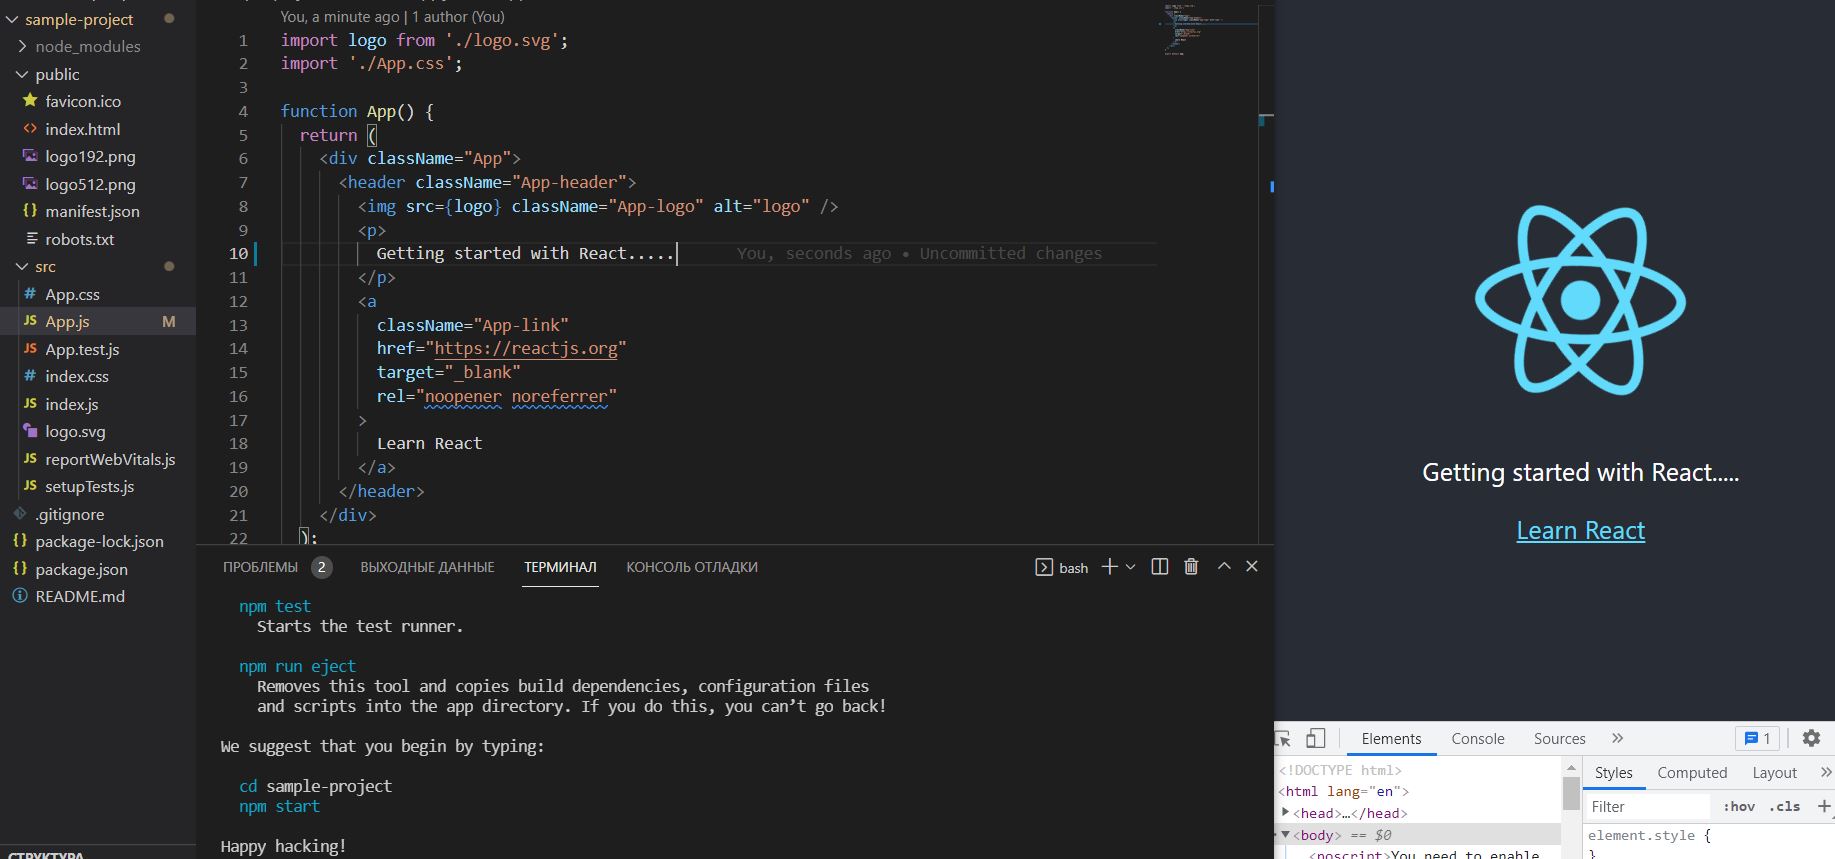 sample-project
node_modules
public
favicon.ico
index.html
logo192.png
logo512.png
manifest.json
robots.txt
src
App.css
App.js M
App.test.js
index.css
index.js
logo.svg
reportWebVitals.js
setupTests.js
.gitignore
package-lock.json
package.json
README.md
СТРУКТУРА
You, a minute ago | 1 author (You)
1 import logo from './logo.svg';
2 import './App.css';
3
4 function App() {
5 return (
6 <div className="App">
7 <header className="App-header">
8 <img src={logo} className="App-logo" alt="logo" />
9 <p>
10 Getting started with React..... You, seconds ago • Uncommitted changes
11 </p>
12 <a
13 className="App-link"
14 href="https://reactjs.org"
15 target="_blank"
16 rel="noopener noreferrer"
17 >
18 Learn React
19 </a>
20 </header>
21 </div>
22 );
ПРОБЛЕМЫ 2 ВЫХОДНЫЕ ДАННЫЕ ТЕРМИНАЛ КОНСОЛЬ ОТЛАДКИ bash
npm test
Starts the test runner.
npm run eject
Removes this tool and copies build dependencies, configuration files
and scripts into the app directory. If you do this, you can’t go back!
We suggest that you begin by typing:
cd sample-project
npm start
Happy hacking!
Getting started with React.....
Learn React
Elements Console Sources » 1
<!DOCTYPE html>
<html lang="en">
<head>…</head>
<body> == $0
<noscript>You need to enable
Styles Computed Layout »
Filter :hov .cls +
element.style {
}